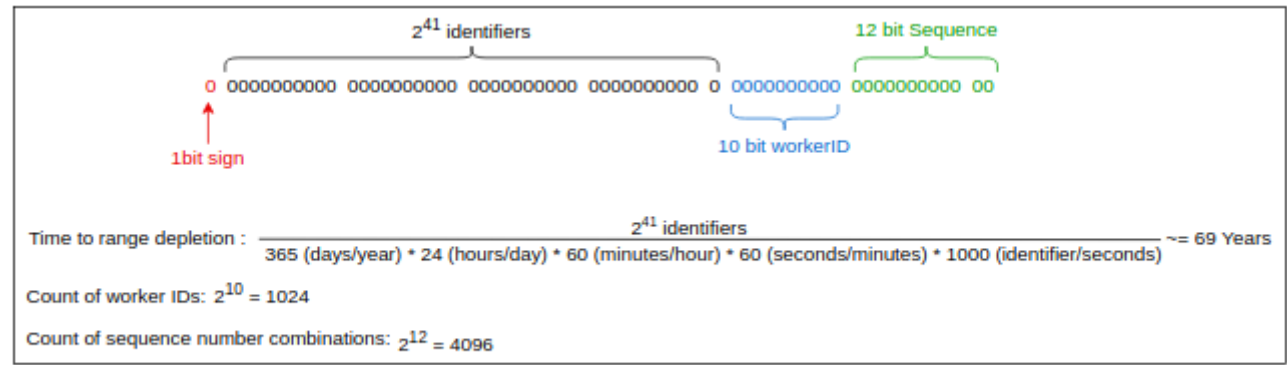 2^41 identifiers
12 bit Sequence
0 0000000000 0000000000 0000000000 0000000000 0 0000000000 0000000000 00
10 bit workerID
1bit sign
2^41 identifiers
Time to range depletion : 365 (days/year) * 24 (hours/day) * 60 (minutes/hour) * 60 (seconds/minutes) * 1000 (identifier/seconds) ~= 69 Years
Count of worker IDs: 2^10 = 1024
Count of sequence number combinations: 2^12 = 4096